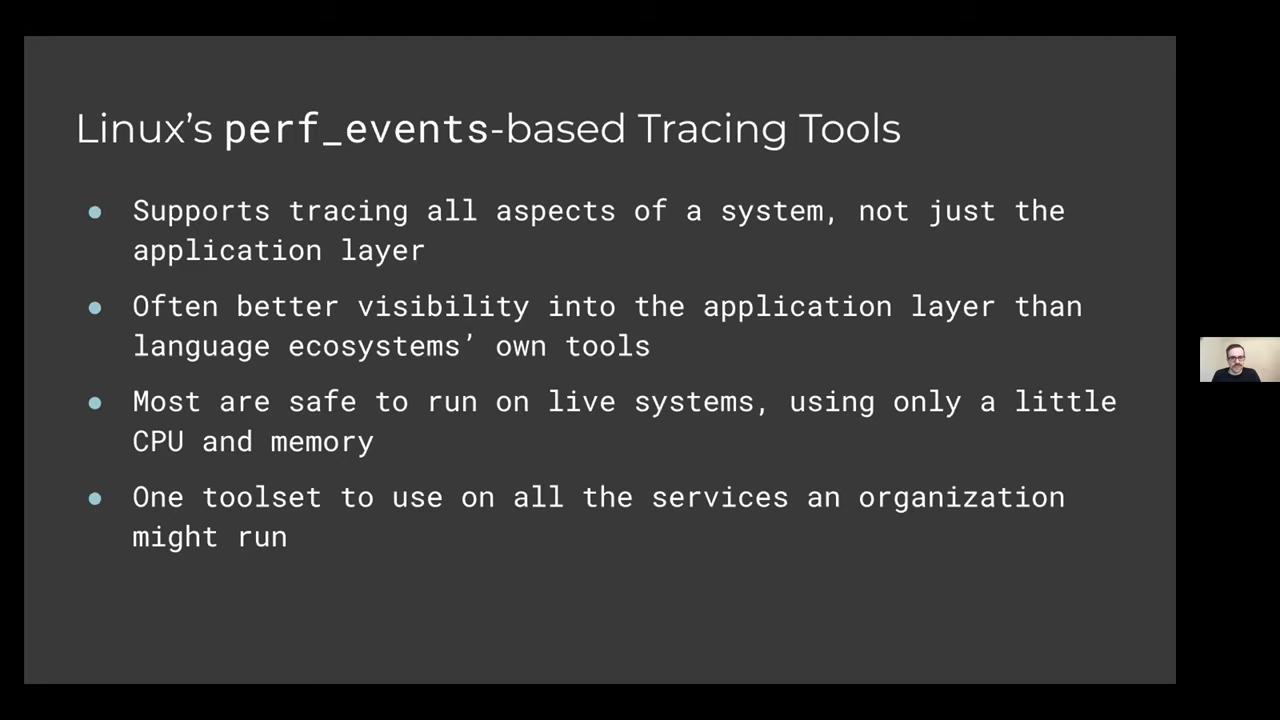 Linux’s perf_events-based Tracing Tools
● Supports tracing all aspects of a system, not just the
application layer
● Often better visibility into the application layer than
language ecosystems’ own tools
● Most are safe to run on live systems, using only a little
CPU and memory
● One toolset to use on all the services an organization
might run